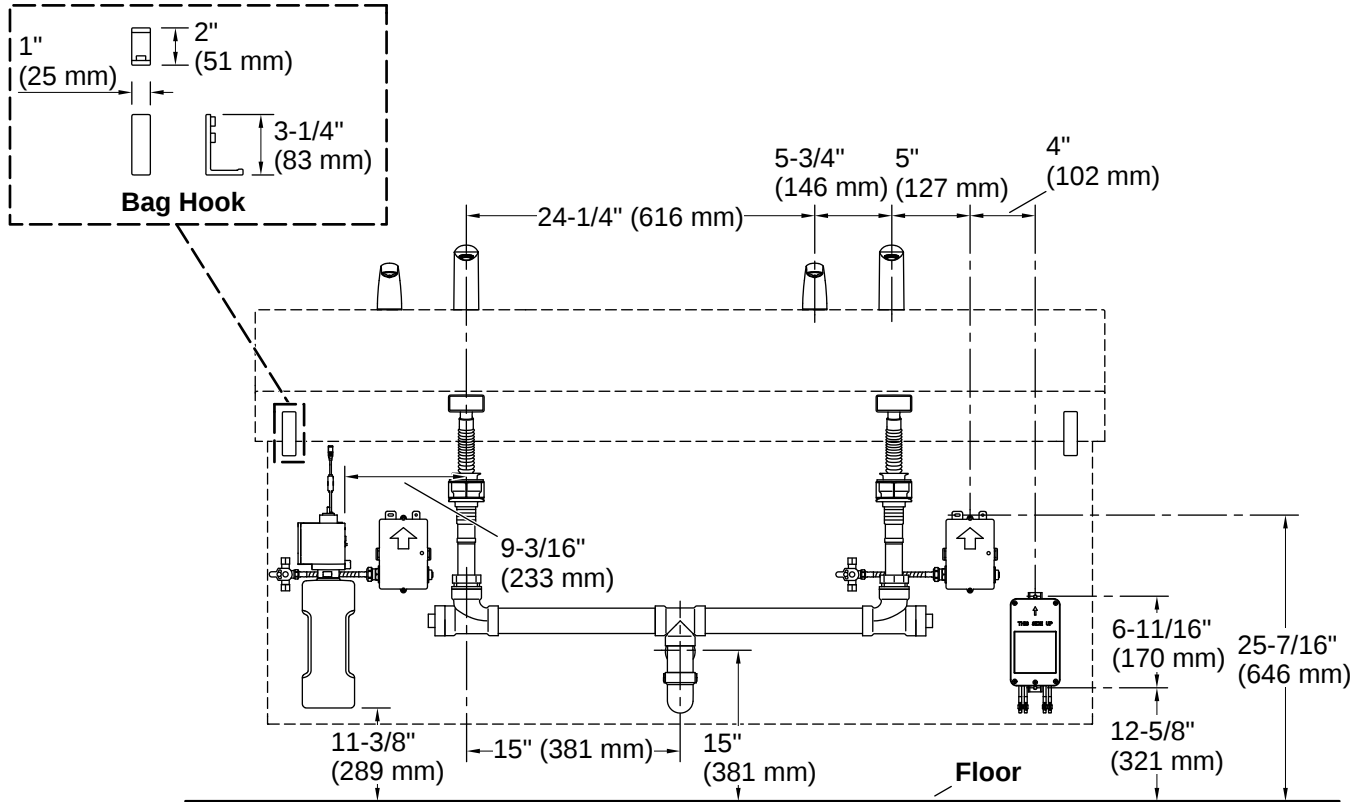 1"
(25 mm)
2"
(51 mm)
3-1/4"
(83 mm)
Bag Hook
24-1/4" (616 mm)
5-3/4"
(146 mm)
5"
(127 mm)
4"
(102 mm)
9-3/16"
(233 mm)
THIS SIDE UP
6-11/16"
(170 mm)
25-7/16"
(646 mm)
11-3/8"
(289 mm)
15" (381 mm)
15"
(381 mm)
12-5/8"
(321 mm)
Floor